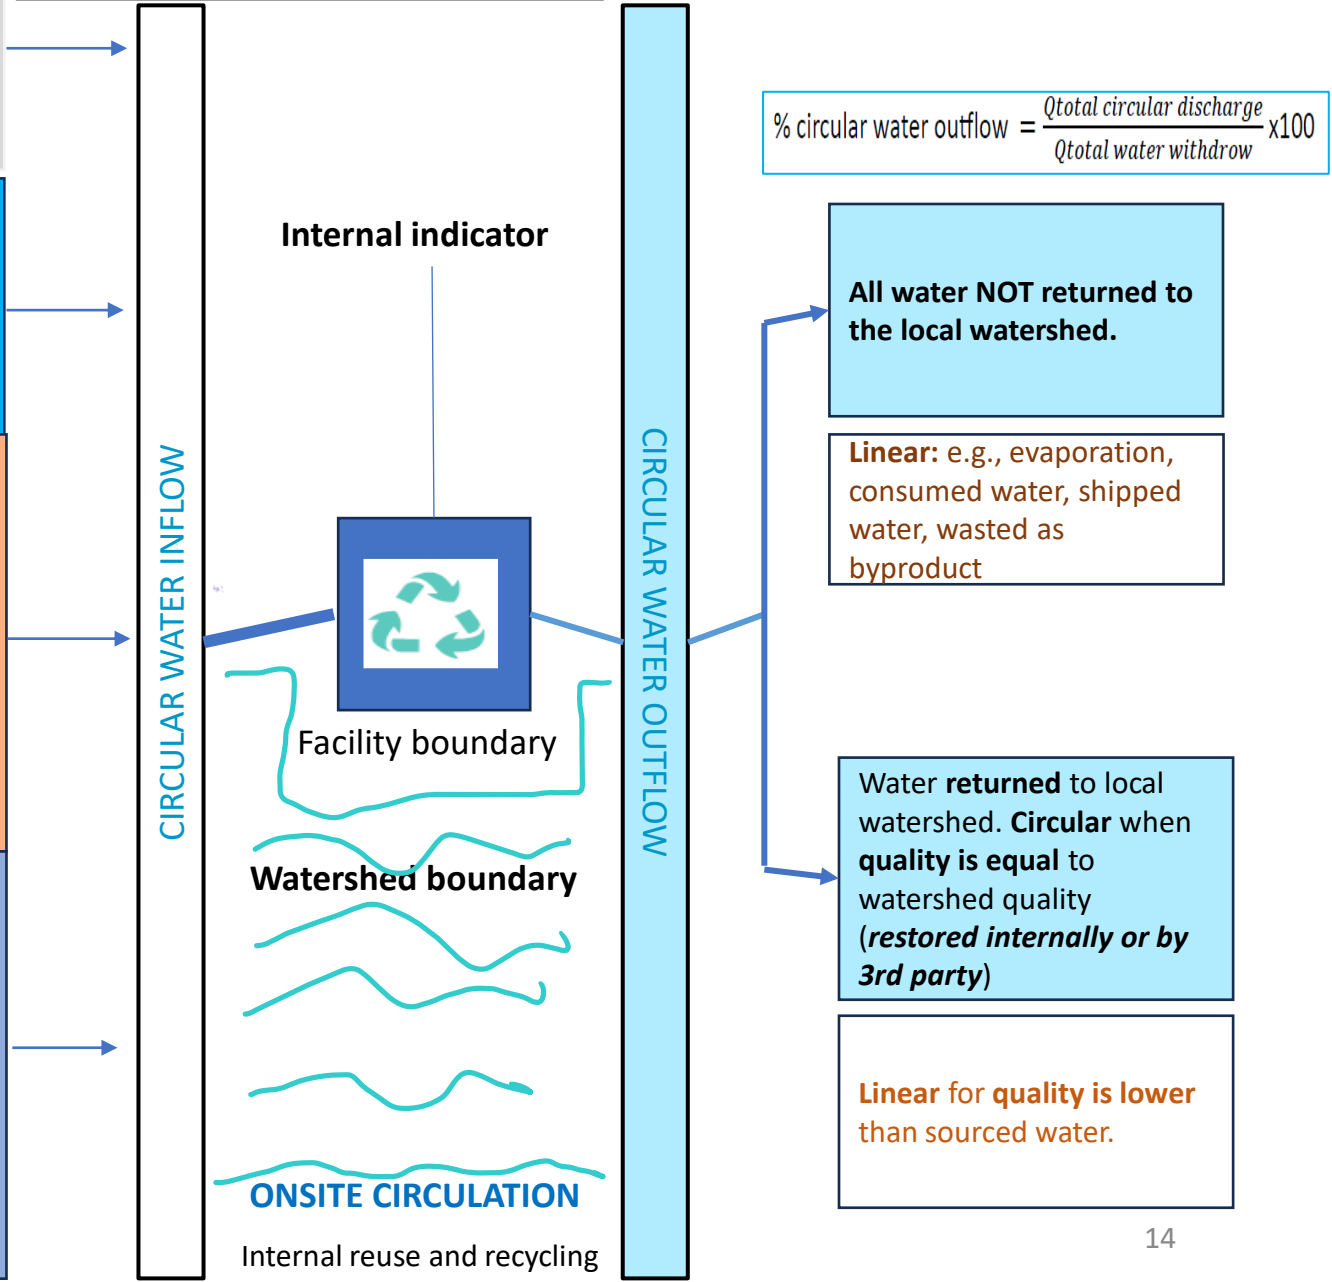 % circular water outflow = Qtotal circular discharge / Qtotal water withdrow x100
Internal indicator
All water NOT returned to
the local watershed.
Linear: e.g., evaporation,
consumed water, shipped
water, wasted as
byproduct
CIRCULAR WATER INFLOW
CIRCULAR WATER OUTFLOW
Facility boundary
Watershed boundary
Water returned to local
watershed. Circular when
quality is equal to
watershed quality
(restored internally or by
3rd party)
Linear for quality is lower
than sourced water.
ONSITE CIRCULATION
Internal reuse and recycling
14